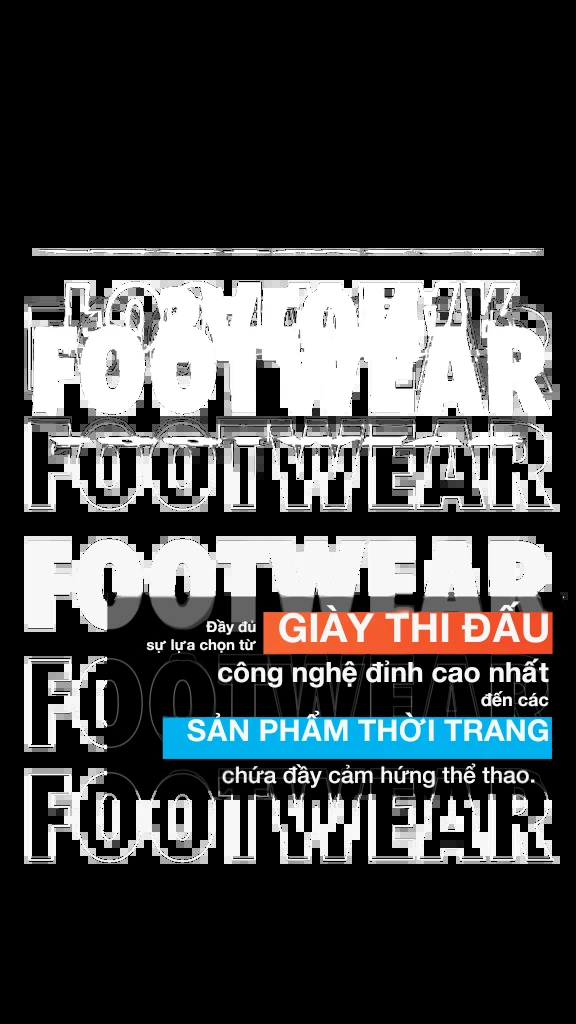 FOOTWEAR
FOOTWEAR
FOOTWEAR
Đầy đủ
sự lựa chọn từ
GIÀY THI ĐẤU
công nghệ đỉnh cao nhất
đến các
FOOTWEAR
SẢN PHẨM THỜI TRANG
chứa đầy cảm hứng thể thao.
FOOTWEAR